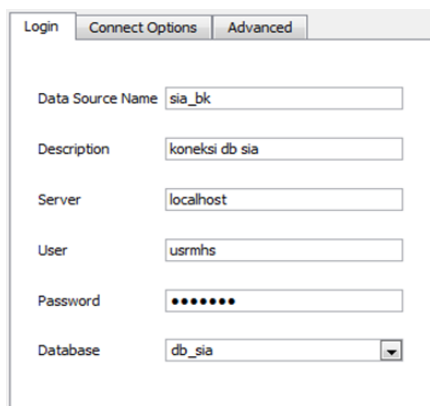 Login Connect Options Advanced
Data Source Name sia_bk
Description koneksi db sia
Server localhost
User usrmhs
Password •••••••
Database db_sia